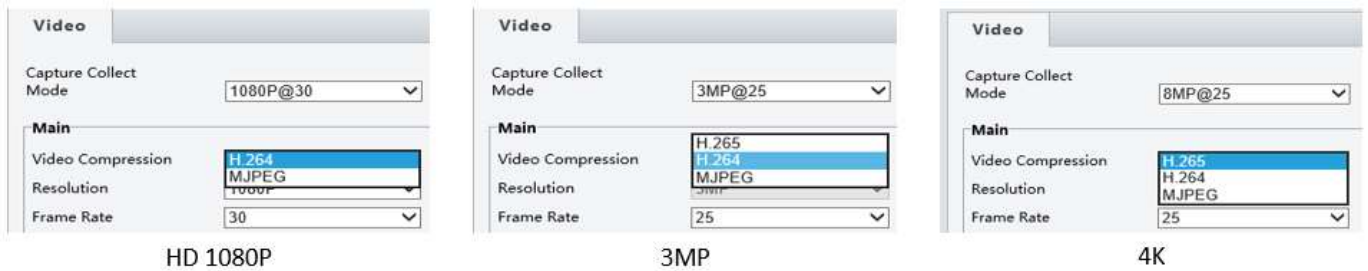 Video
Capture Collect
Mode
1080P@30
Main
Video Compression
H.264
MJPEG
Resolution
1080P
Frame Rate
30
HD 1080P
Video
Capture Collect
Mode
3MP@25
Main
H.265
Video Compression
H.264
MJPEG
Resolution
3MP
Frame Rate
25
3MP
Video
Capture Collect
Mode
8MP@25
Main
Video Compression
H.265
H.264
Resolution
MJPEG
Frame Rate
25
4K